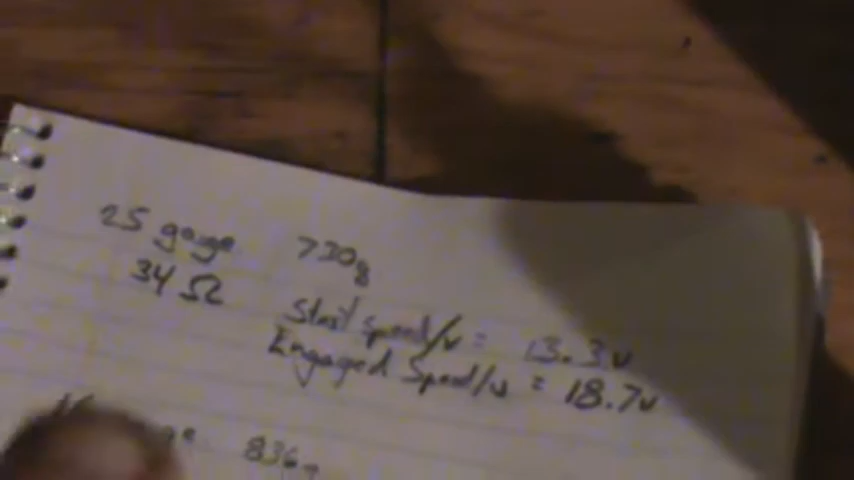 25 gauge 730g
34 Ω
Start Speed/v = 13.3v
Engaged Speed/v = 18.7v
836g